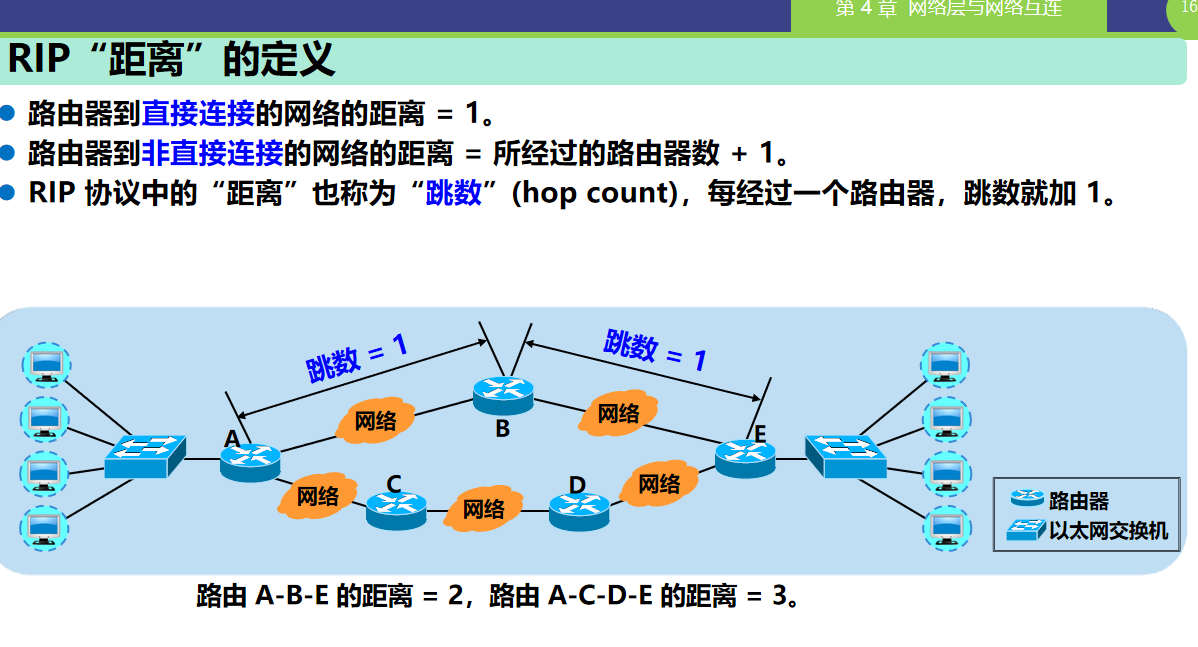 第 4 章 网络层与网络互连
16
RIP“距离”的定义
路由器到直接连接的网络的距离 = 1。
路由器到非直接连接的网络的距离 = 所经过的路由器数 + 1。
RIP 协议中的“距离”也称为“跳数”(hop count)，每经过一个路由器，跳数就加 1。
跳数 = 1
跳数 = 1
网络
网络
B
A
E
网络
C
网络
D
网络
路由器
以太网交换机
路由 A-B-E 的距离 = 2，路由 A-C-D-E 的距离 = 3。